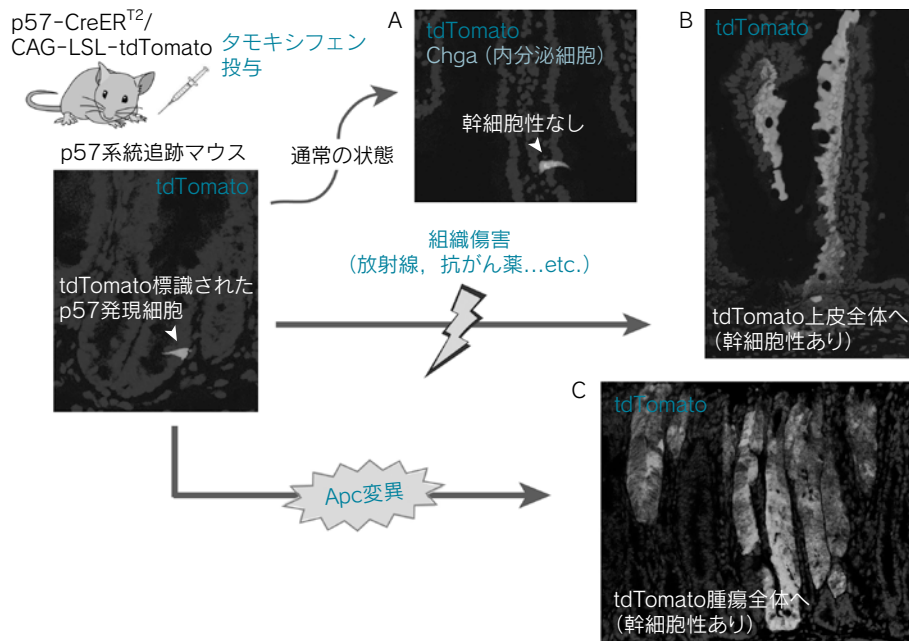 p57-CreERT2/
CAG-LSL-tdTomato
タモキシフェン
投与
p57系統追跡マウス
tdTomato
tdTomato標識された
p57発現細胞
通常の状態
A
tdTomato
Chga（内分泌細胞）
幹細胞性なし
組織傷害
（放射線，抗がん薬...etc.）
B
tdTomato
tdTomato上皮全体へ
（幹細胞性あり）
Apc変異
C
tdTomato
tdTomato腫瘍全体へ
（幹細胞性あり）